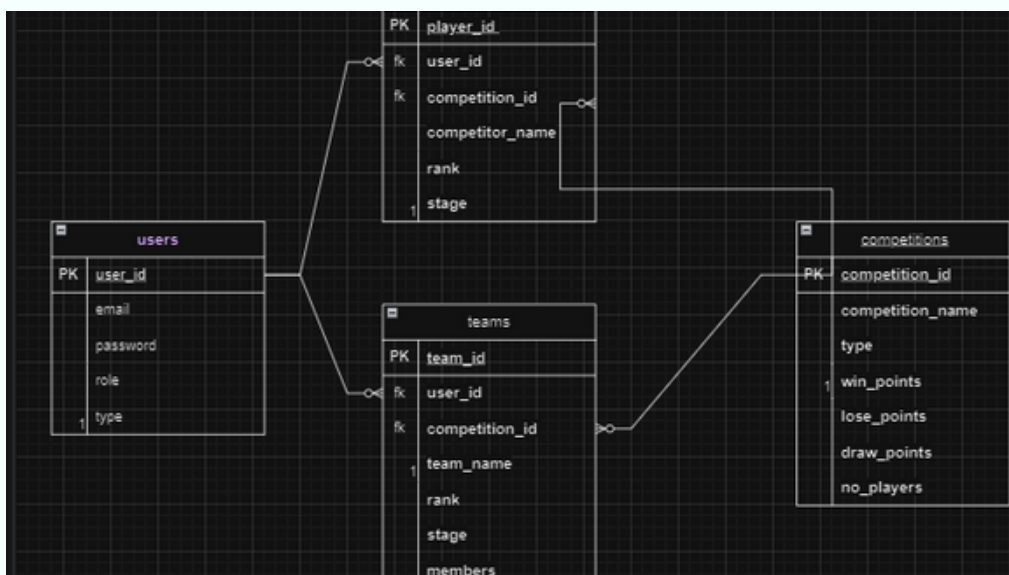 PK player_id
fk user_id
fk competition_id
competitor_name
rank
1 stage
users
PK user_id
email
password
role
1 type
teams
PK team_id
fk user_id
fk competition_id
1 team_name
rank
stage
members
competitions
PK competition_id
competition_name
type
1 win_points
lose_points
draw_points
no_players